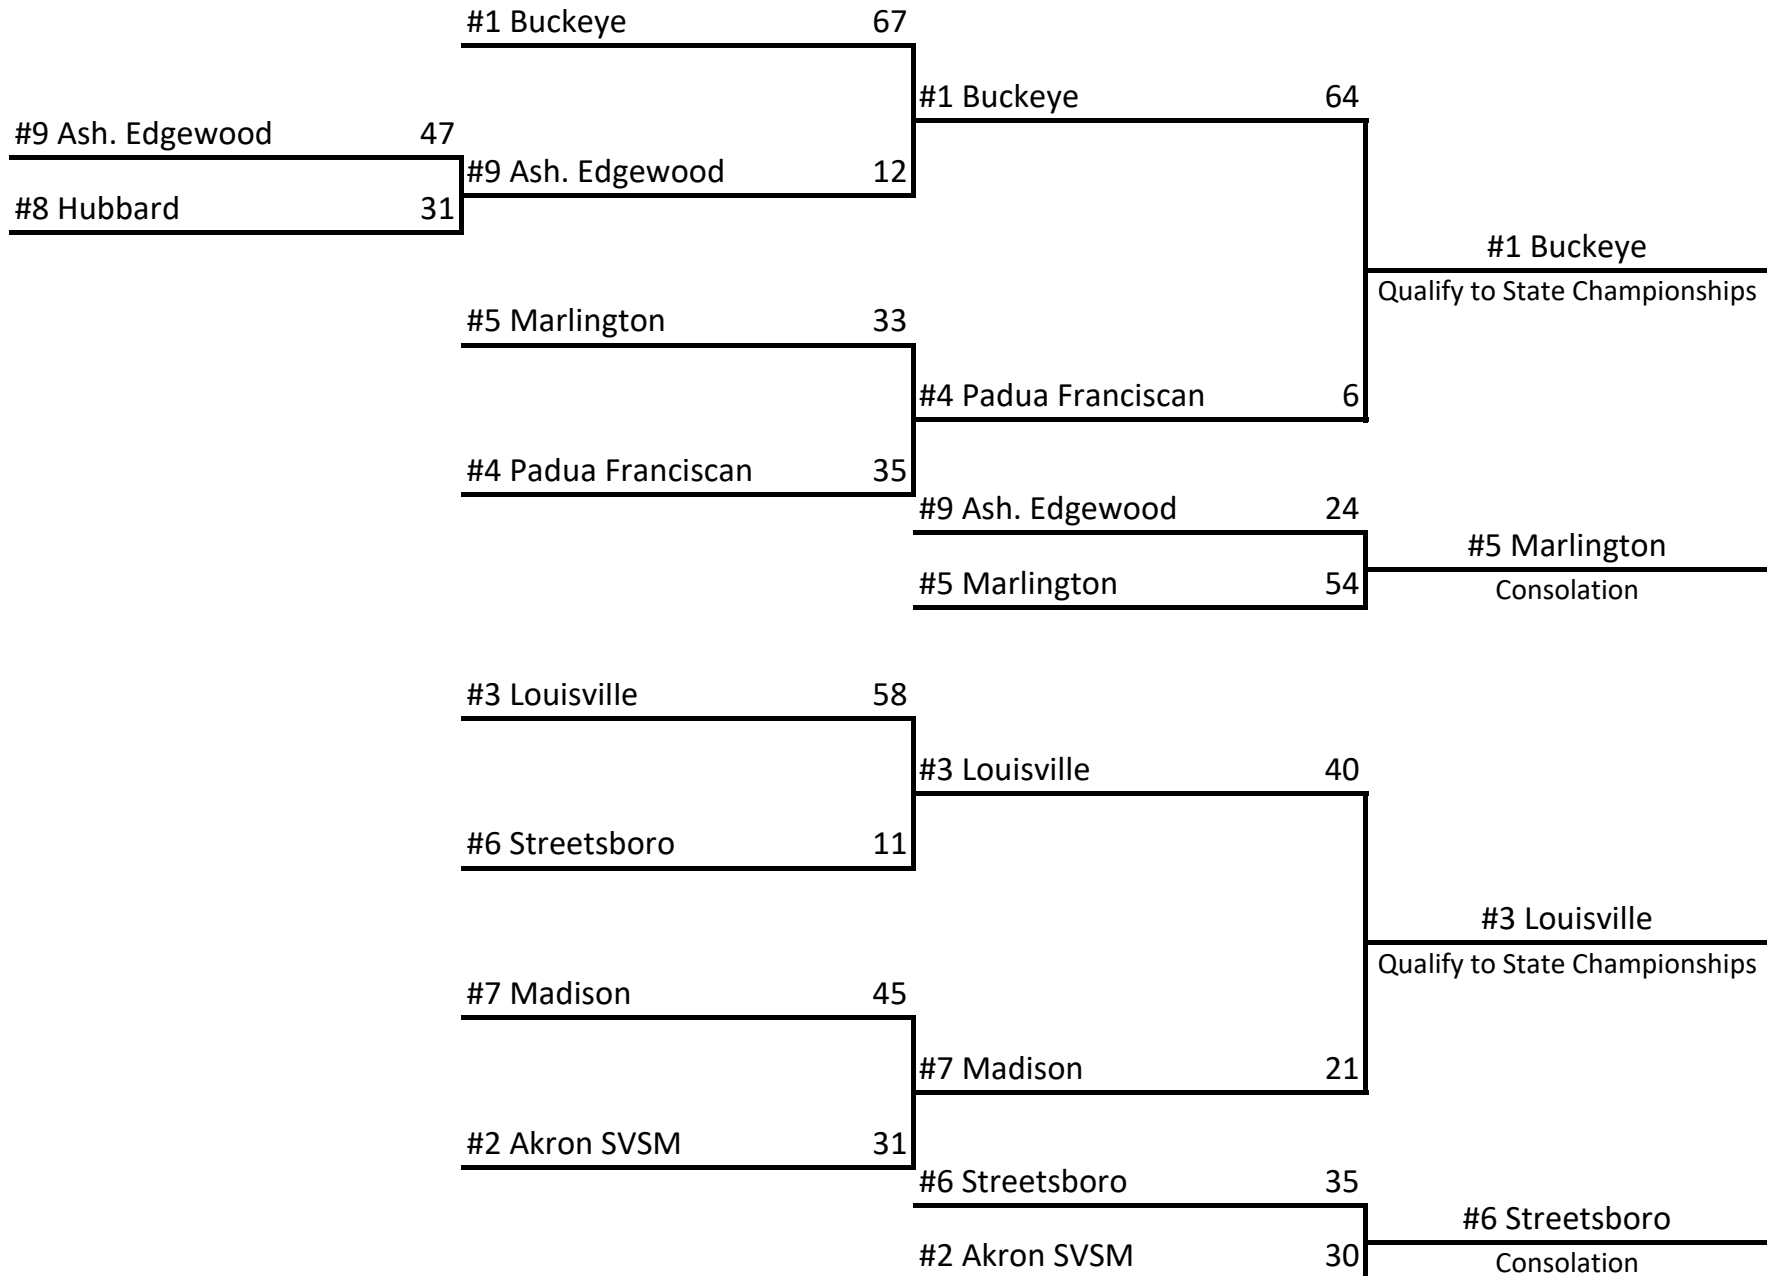 #1 Buckeye 67
#1 Buckeye 64
#9 Ash. Edgewood 47
#9 Ash. Edgewood 12
#8 Hubbard 31
#1 Buckeye
Qualify to State Championships
#5 Marlington 33
#4 Padua Franciscan 6
#4 Padua Franciscan 35
#9 Ash. Edgewood 24
#5 Marlington
#5 Marlington 54
Consolation
#3 Louisville 58
#3 Louisville 40
#6 Streetsboro 11
#3 Louisville
Qualify to State Championships
#7 Madison 45
#7 Madison 21
#2 Akron SVSM 31
#6 Streetsboro 35
#6 Streetsboro
#2 Akron SVSM 30
Consolation